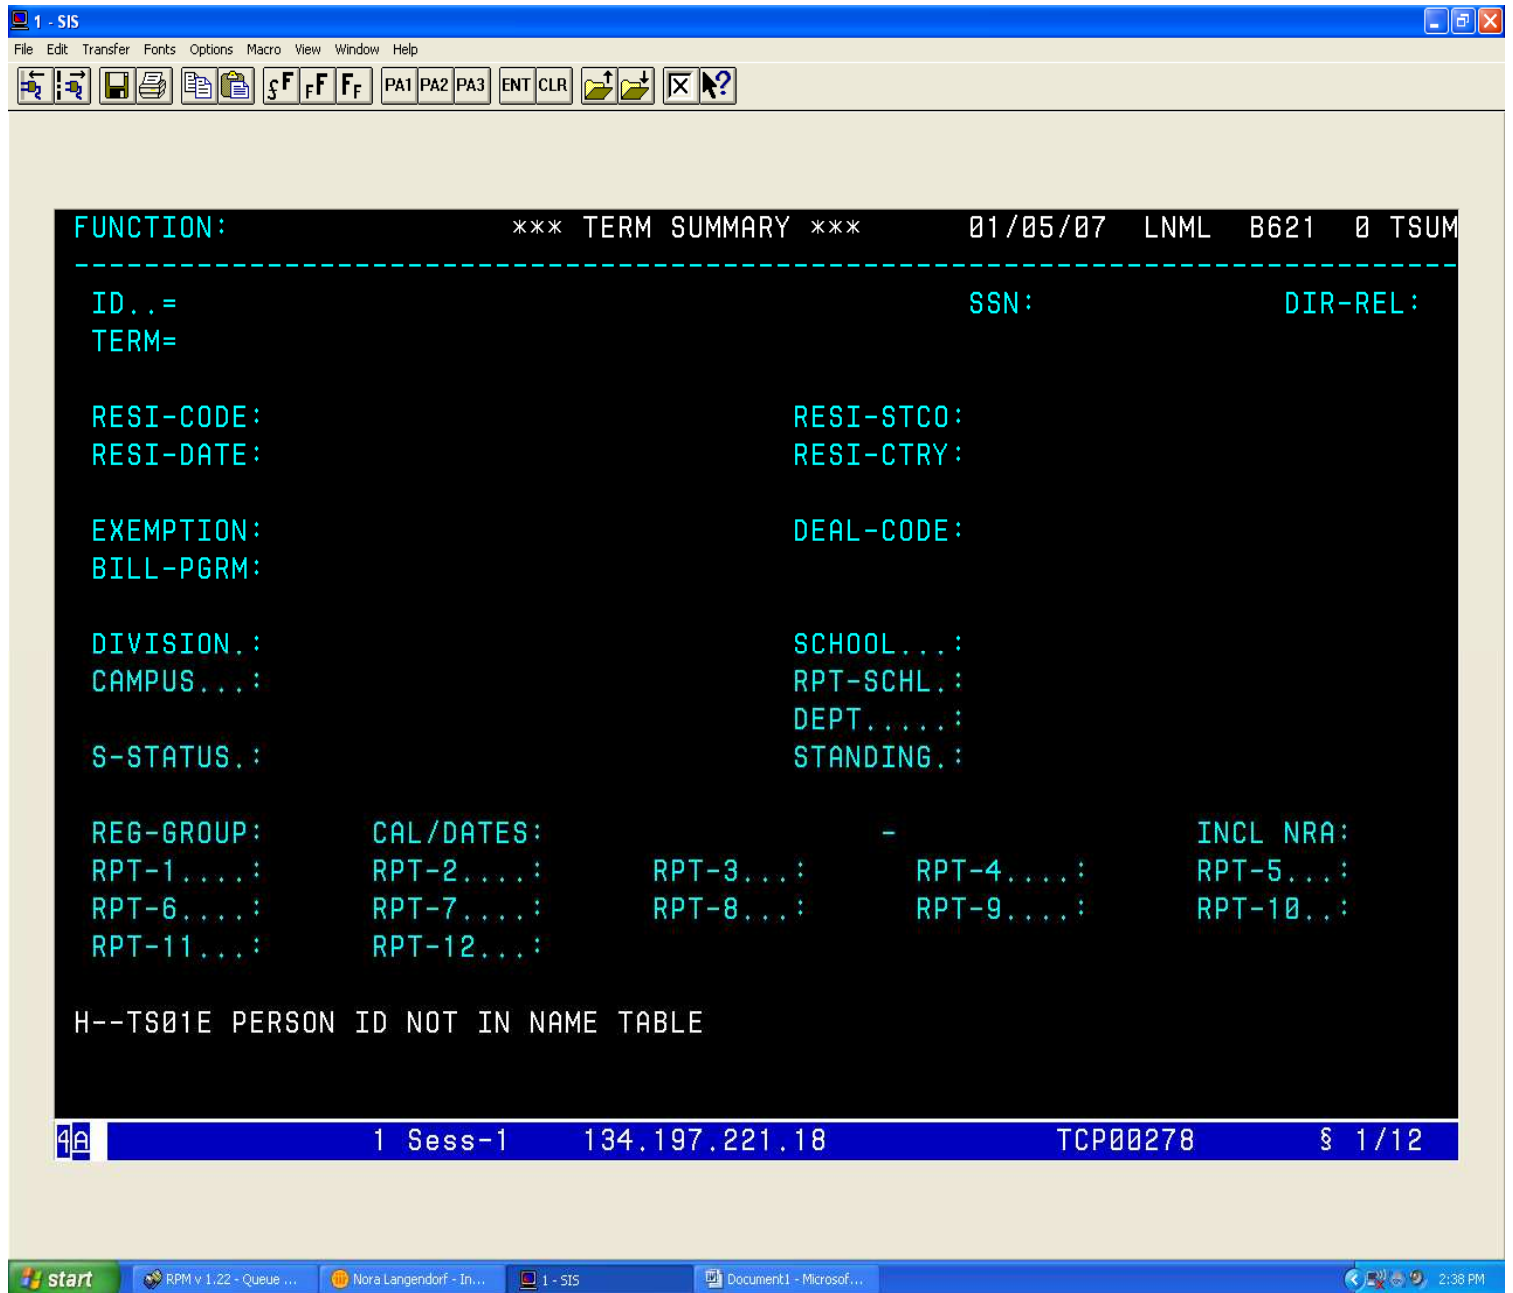 1 - SIS
File Edit Transfer Fonts Options Macro View Window Help
PA1 PA2 PA3 ENT CLR
FUNCTION: *** TERM SUMMARY *** 01/05/07 LNML B621 0 TSUM
ID..= SSN: DIR-REL:
TERM=
RESI-CODE: RESI-STCO:
RESI-DATE: RESI-CTRY:
EXEMPTION: DEAL-CODE:
BILL-PGRM:
DIVISION.: SCHOOL...:
CAMPUS...: RPT-SCHL.:
DEPT.....:
S-STATUS.: STANDING.:
REG-GROUP: CAL/DATES: - INCL NRA:
RPT-1....: RPT-2....: RPT-3...: RPT-4....: RPT-5...:
RPT-6....: RPT-7....: RPT-8...: RPT-9....: RPT-10..:
RPT-11...: RPT-12...:
H--TS01E PERSON ID NOT IN NAME TABLE
4A 1 Sess-1 134.197.221.18 TCP00278 § 1/12
start RPM v 1.22 - Queue ... Nora Langendorf - In... 1 - SIS Document1 - Microsof... 2:38 PM